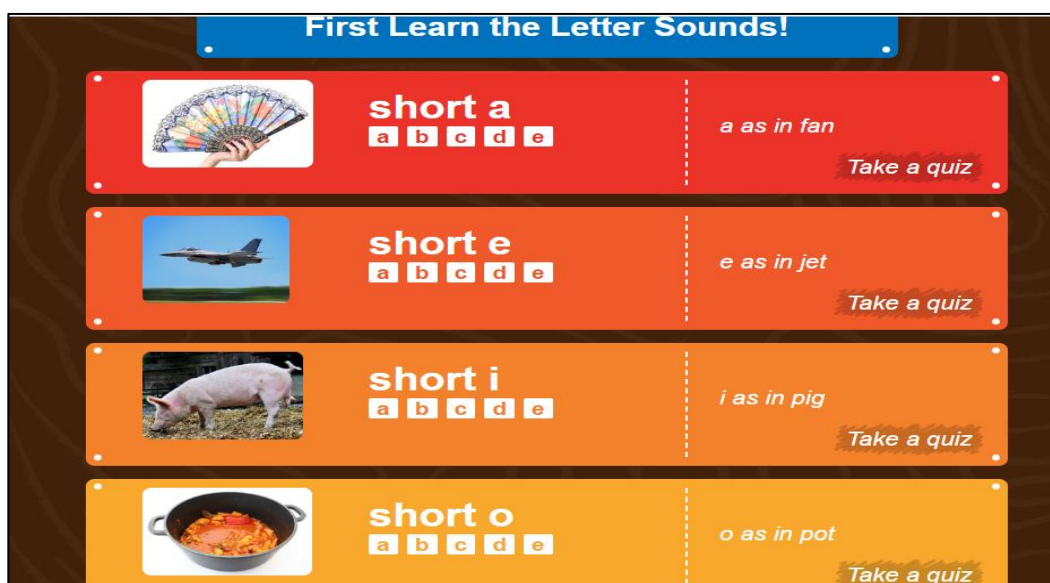 First Learn the Letter Sounds!
short a
a b c d e
a as in fan
Take a quiz
short e
a b c d e
e as in jet
Take a quiz
short i
a b c d e
i as in pig
Take a quiz
short o
a b c d e
o as in pot
Take a quiz